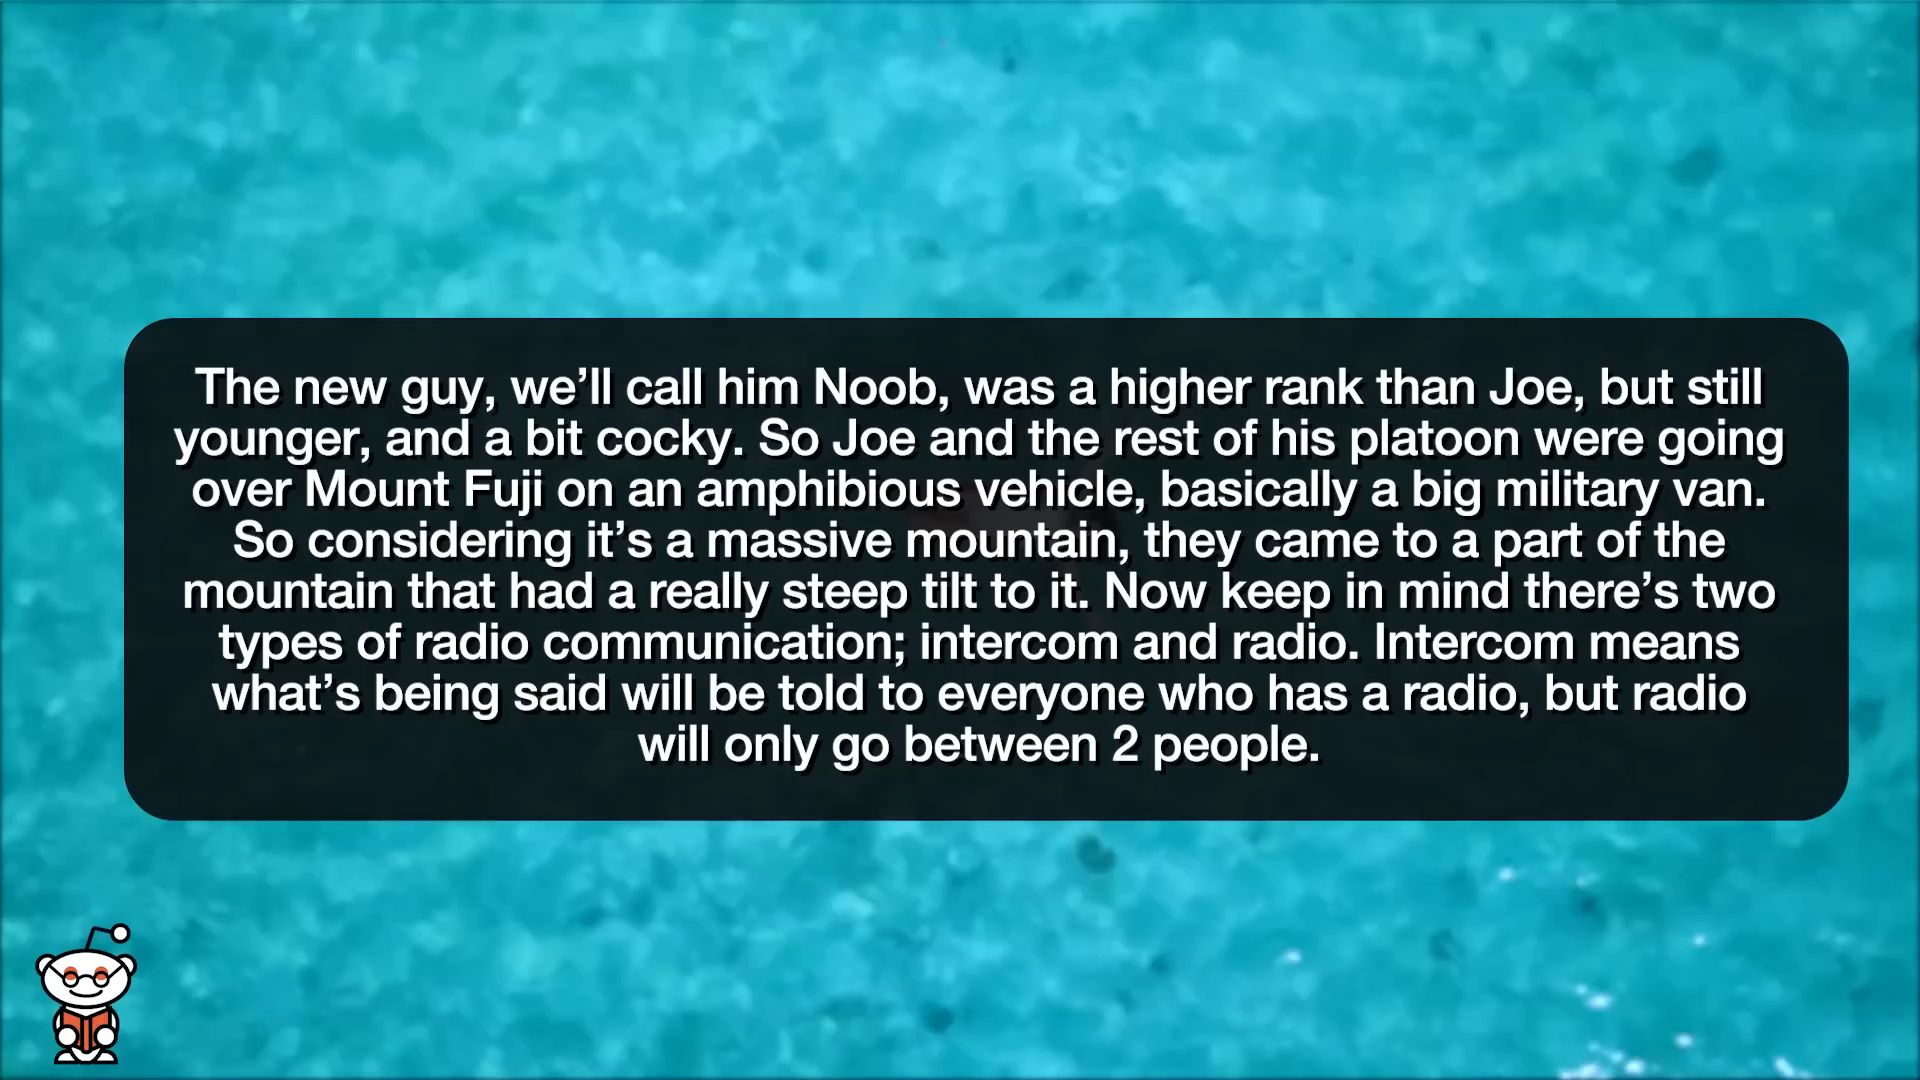 The new guy, we’ll call him Noob, was a higher rank than Joe, but still
younger, and a bit cocky. So Joe and the rest of his platoon were going
over Mount Fuji on an amphibious vehicle, basically a big military van.
So considering it’s a massive mountain, they came to a part of the
mountain that had a really steep tilt to it. Now keep in mind there’s two
types of radio communication; intercom and radio. Intercom means
what’s being said will be told to everyone who has a radio, but radio
will only go between 2 people.